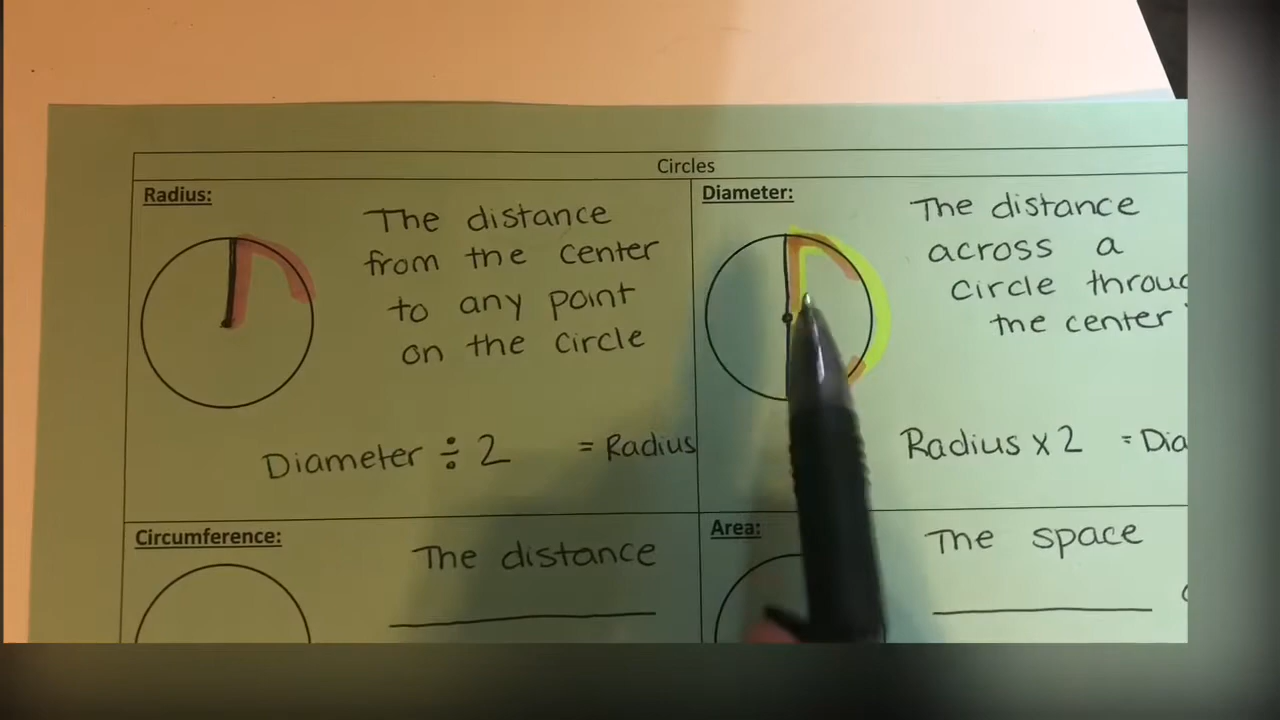 Circles
Radius:
The distance
from the center
to any point
on the circle
Diameter ÷ 2 = Radius
Diameter:
The distance
across a
circle throug
the center
Radius x 2 = Dia
Circumference:
The distance
Area:
The space